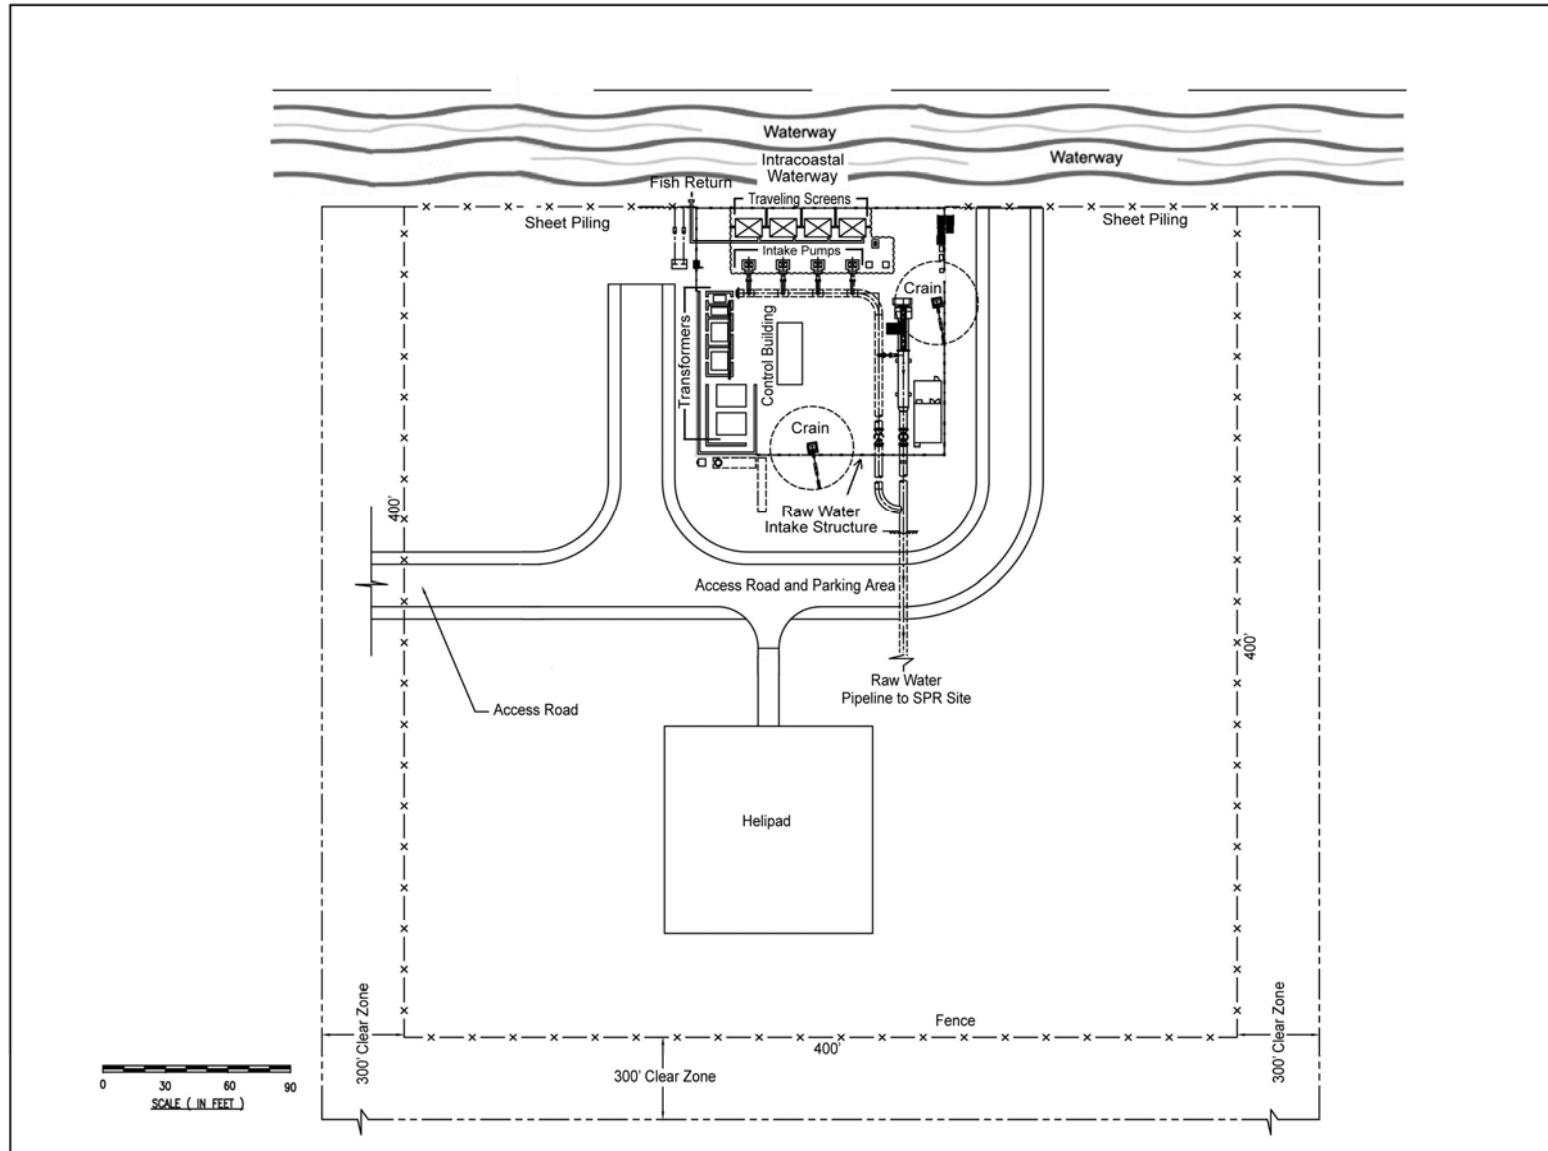 Waterway
Intracoastal
Waterway
Waterway
Fish Return
Traveling Screens
Sheet Piling
Sheet Piling
Intake Pumps
Crain
Transformers
Control Building
Crain
400'
Raw Water
Intake Structure
Access Road and Parking Area
400'
Raw Water
Pipeline to SPR Site
Access Road
Helipad
Fence
400'
300' Clear Zone
300' Clear Zone
300' Clear Zone
0 30 60 90
SCALE ( IN FEET )